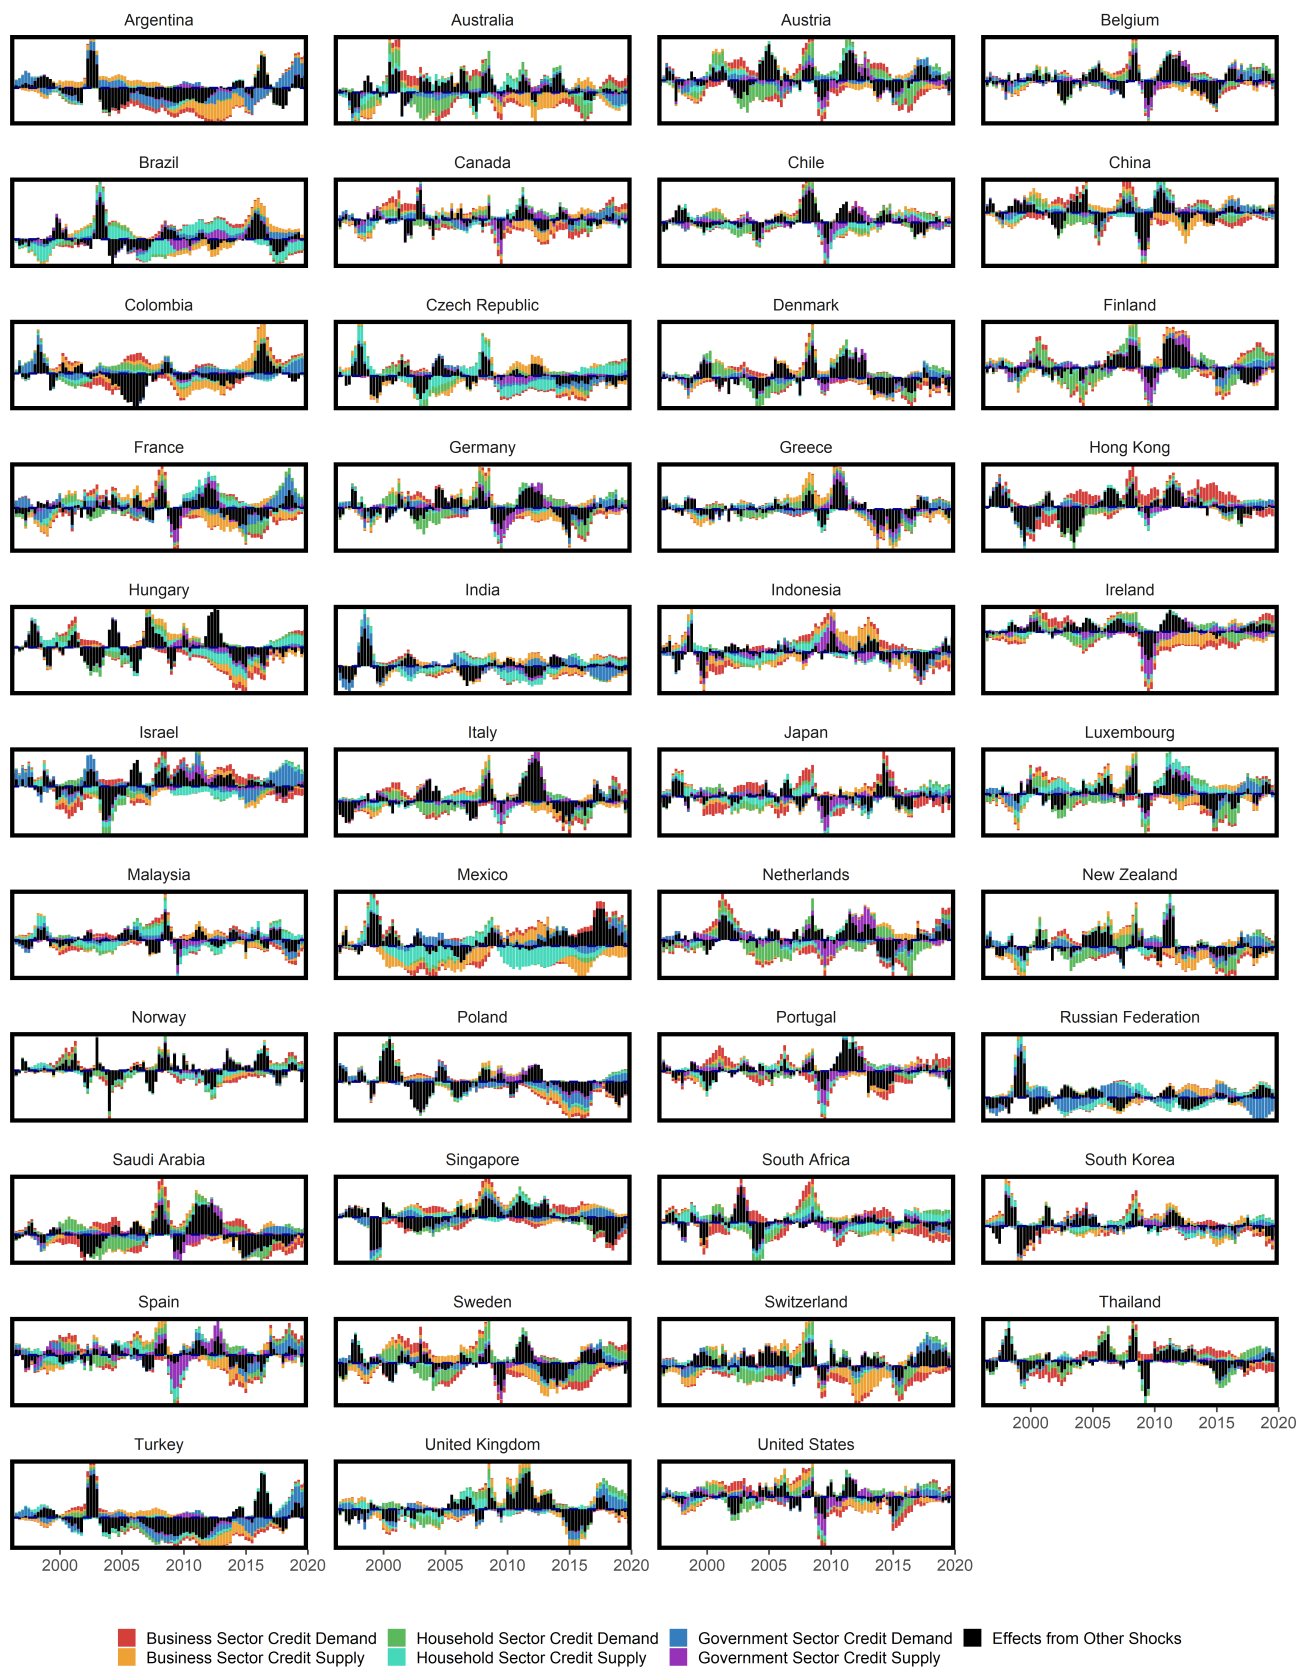 Argentina Australia Austria Belgium
Brazil Canada Chile China
Colombia Czech Republic Denmark Finland
France Germany Greece Hong Kong
Hungary India Indonesia Ireland
Israel Italy Japan Luxembourg
Malaysia Mexico Netherlands New Zealand
Norway Poland Portugal Russian Federation
Saudi Arabia Singapore South Africa South Korea
Spain Sweden Switzerland Thailand
2000 2005 2010 2015 2020
Turkey United Kingdom United States
2000 2005 2010 2015 2020 2000 2005 2010 2015 2020 2000 2005 2010 2015 2020
Business Sector Credit Demand Household Sector Credit Demand Government Sector Credit Demand Effects from Other Shocks
Business Sector Credit Supply Household Sector Credit Supply Government Sector Credit Supply